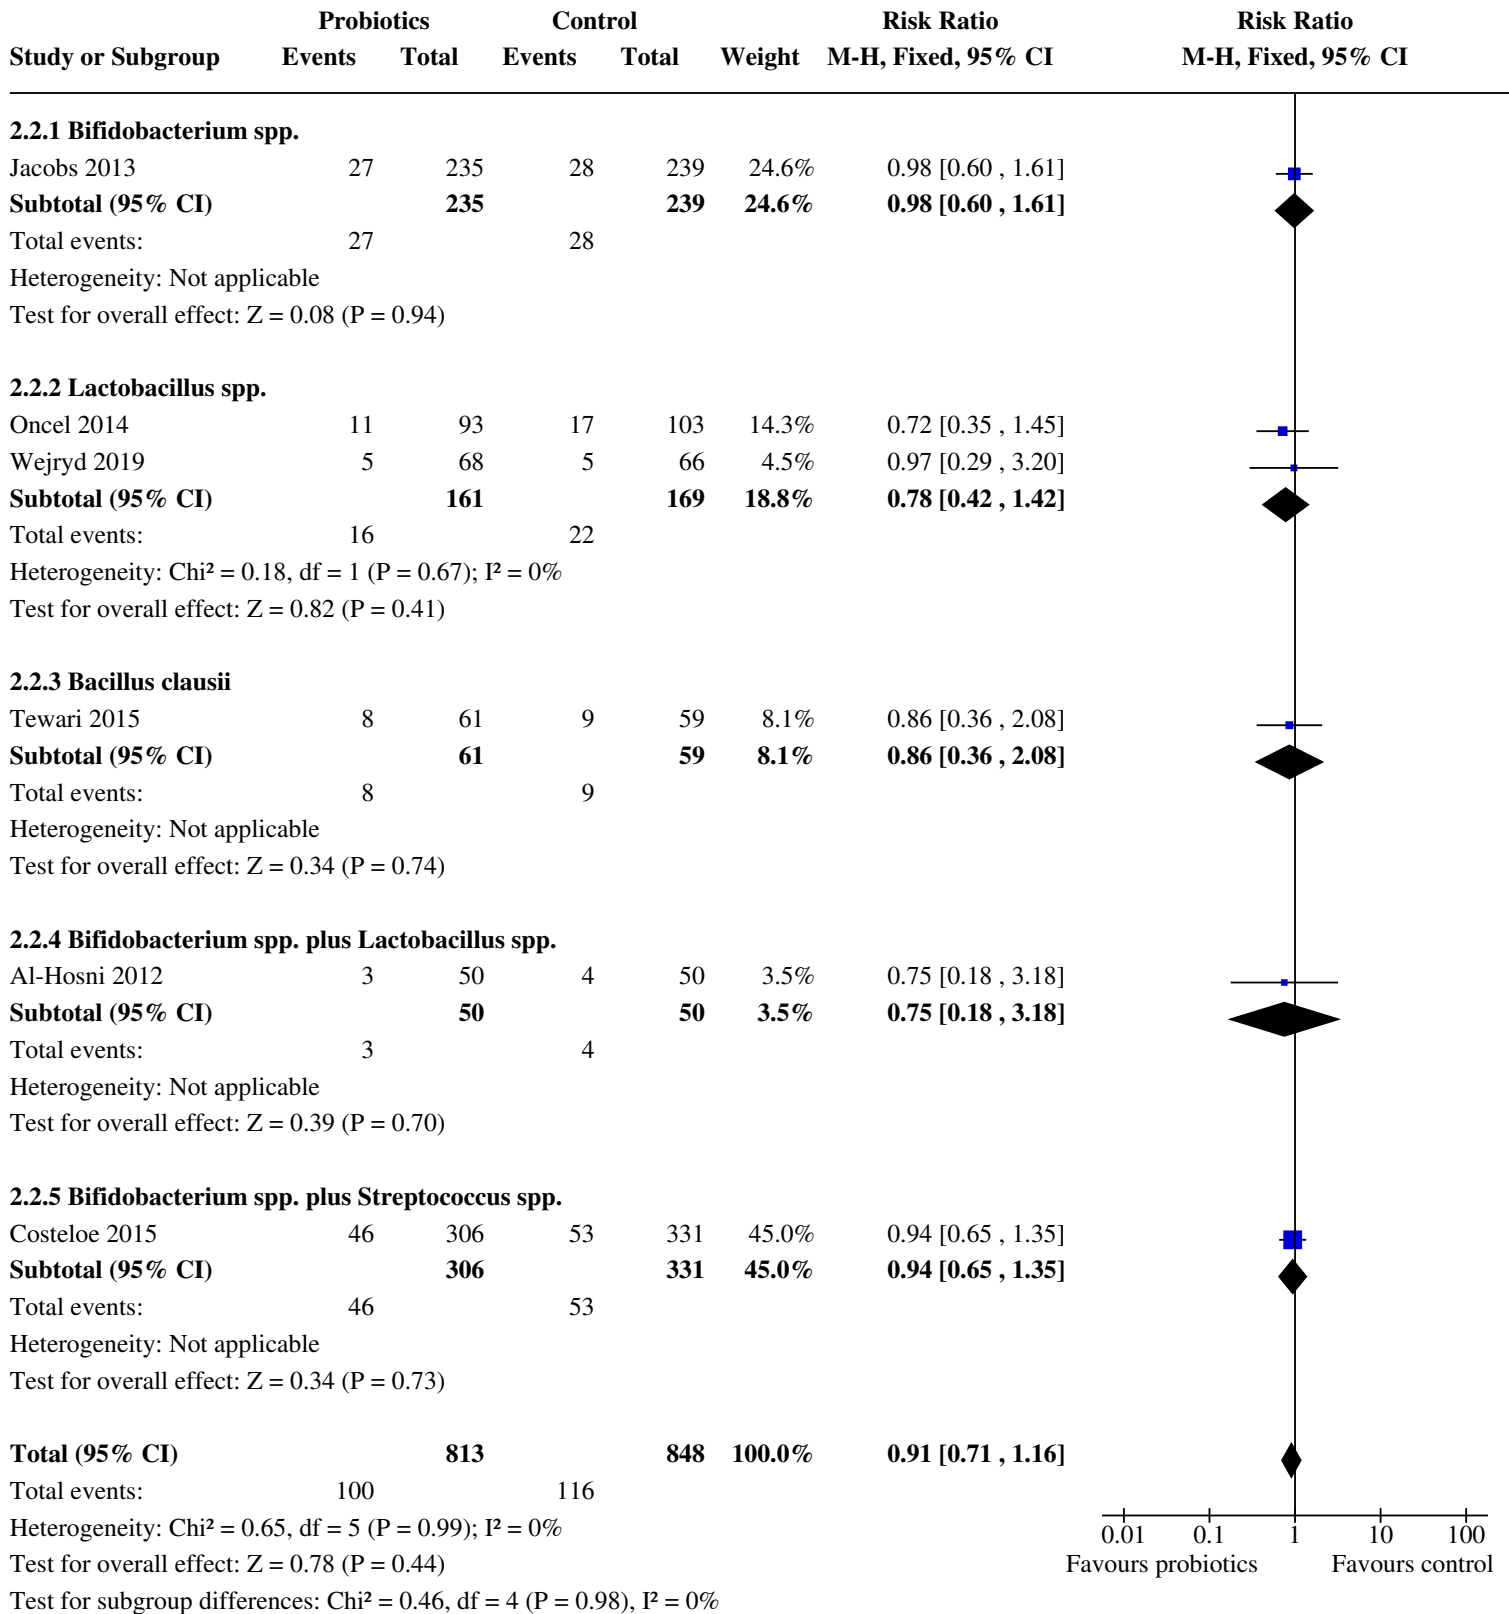 Probiotics Control Risk Ratio Risk Ratio
Study or Subgroup Events Total Events Total Weight M-H, Fixed, 95% CI M-H, Fixed, 95% CI
2.2.1 Bifidobacterium spp.
Jacobs 2013 27 235 28 239 24.6% 0.98 [0.60 , 1.61]
Subtotal (95% CI) 235 239 24.6% 0.98 [0.60 , 1.61]
Total events: 27 28
Heterogeneity: Not applicable
Test for overall effect: Z = 0.08 (P = 0.94)
2.2.2 Lactobacillus spp.
Oncel 2014 11 93 17 103 14.3% 0.72 [0.35 , 1.45]
Wejryd 2019 5 68 5 66 4.5% 0.97 [0.29 , 3.20]
Subtotal (95% CI) 161 169 18.8% 0.78 [0.42 , 1.42]
Total events: 16 22
Heterogeneity: Chi² = 0.18, df = 1 (P = 0.67); I² = 0%
Test for overall effect: Z = 0.82 (P = 0.41)
2.2.3 Bacillus clausii
Tewari 2015 8 61 9 59 8.1% 0.86 [0.36 , 2.08]
Subtotal (95% CI) 61 59 8.1% 0.86 [0.36 , 2.08]
Total events: 8 9
Heterogeneity: Not applicable
Test for overall effect: Z = 0.34 (P = 0.74)
2.2.4 Bifidobacterium spp. plus Lactobacillus spp.
Al-Hosni 2012 3 50 4 50 3.5% 0.75 [0.18 , 3.18]
Subtotal (95% CI) 50 50 3.5% 0.75 [0.18 , 3.18]
Total events: 3 4
Heterogeneity: Not applicable
Test for overall effect: Z = 0.39 (P = 0.70)
2.2.5 Bifidobacterium spp. plus Streptococcus spp.
Costeloe 2015 46 306 53 331 45.0% 0.94 [0.65 , 1.35]
Subtotal (95% CI) 306 331 45.0% 0.94 [0.65 , 1.35]
Total events: 46 53
Heterogeneity: Not applicable
Test for overall effect: Z = 0.34 (P = 0.73)
Total (95% CI) 813 848 100.0% 0.91 [0.71 , 1.16]
Total events: 100 116
Heterogeneity: Chi² = 0.65, df = 5 (P = 0.99); I² = 0%
0.01 0.1 1 10 100
Test for overall effect: Z = 0.78 (P = 0.44)
Favours probiotics Favours control
Test for subgroup differences: Chi² = 0.46, df = 4 (P = 0.98), I² = 0%